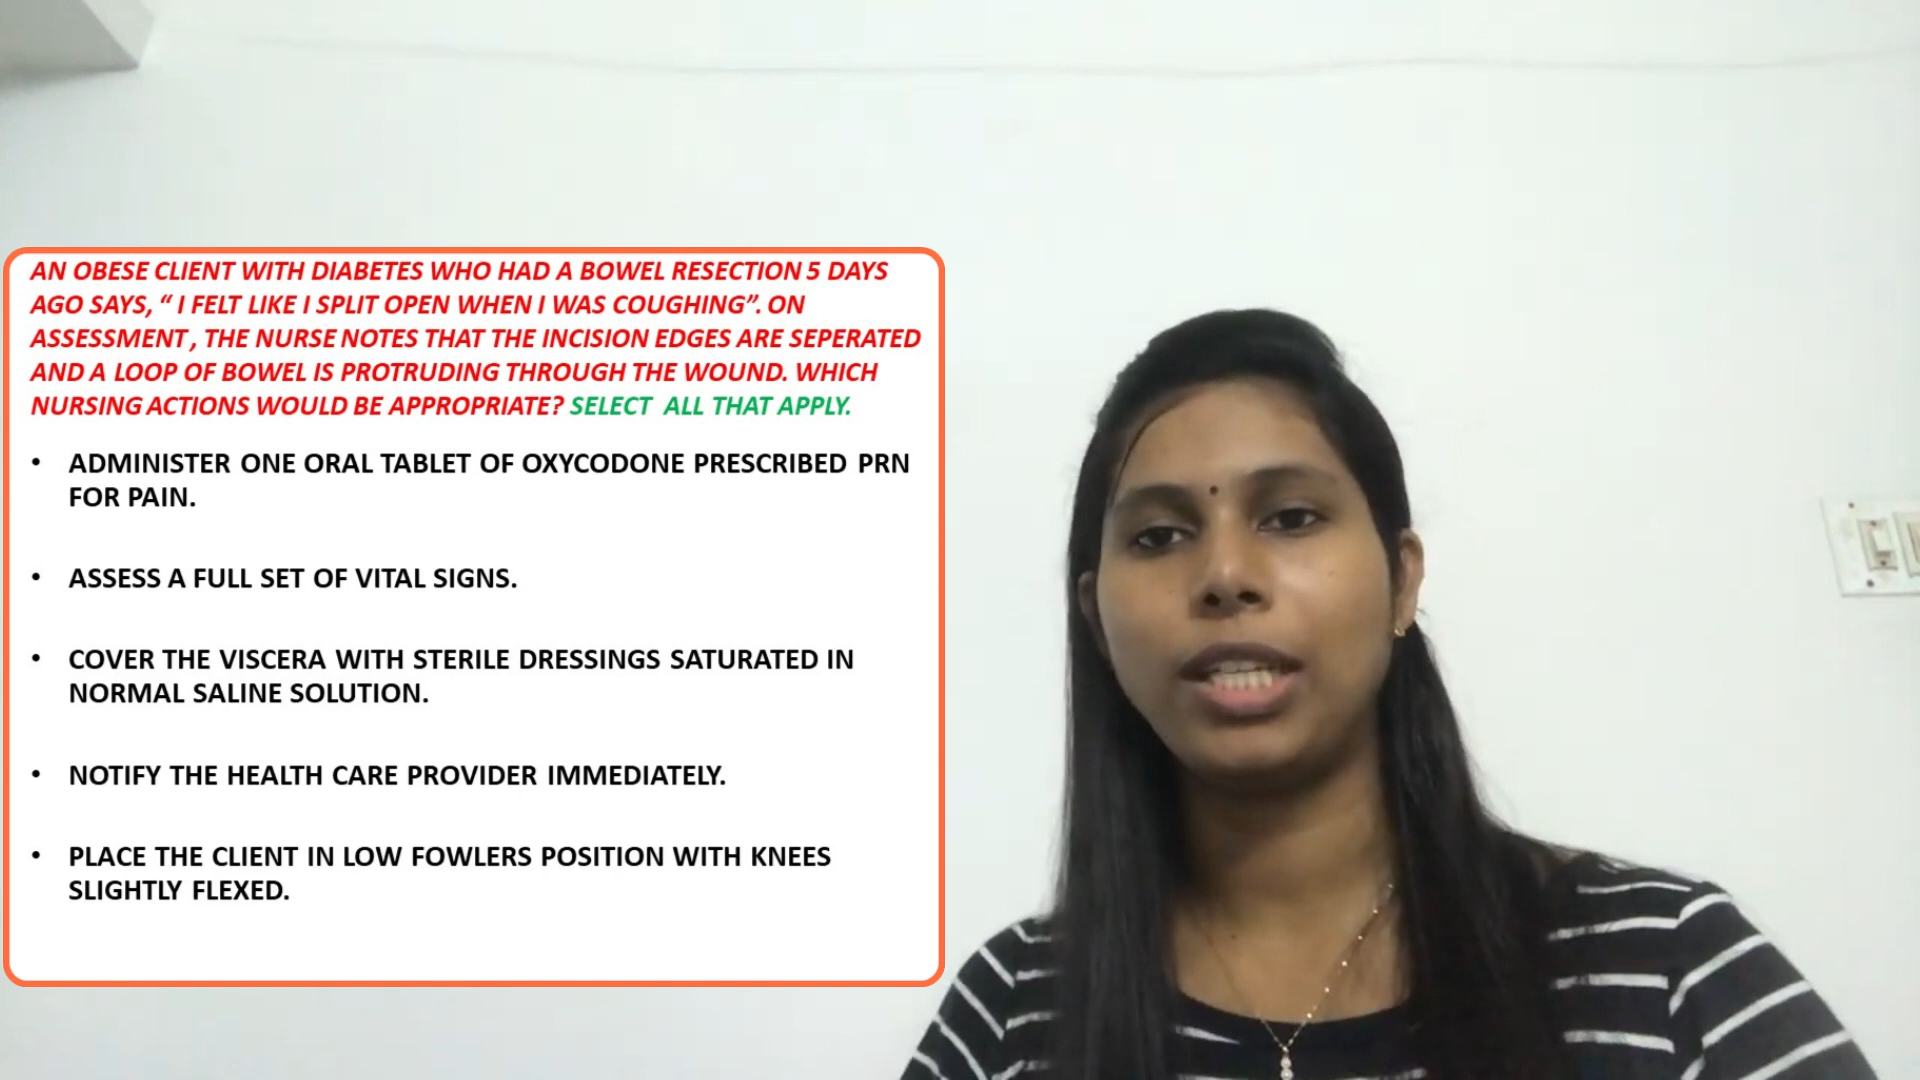 AN OBESE CLIENT WITH DIABETES WHO HAD A BOWEL RESECTION 5 DAYS
AGO SAYS, “ I FELT LIKE I SPLIT OPEN WHEN I WAS COUGHING”. ON
ASSESSMENT , THE NURSE NOTES THAT THE INCISION EDGES ARE SEPERATED
AND A LOOP OF BOWEL IS PROTRUDING THROUGH THE WOUND. WHICH
NURSING ACTIONS WOULD BE APPROPRIATE? SELECT ALL THAT APPLY.
• ADMINISTER ONE ORAL TABLET OF OXYCODONE PRESCRIBED PRN
FOR PAIN.
• ASSESS A FULL SET OF VITAL SIGNS.
• COVER THE VISCERA WITH STERILE DRESSINGS SATURATED IN
NORMAL SALINE SOLUTION.
• NOTIFY THE HEALTH CARE PROVIDER IMMEDIATELY.
• PLACE THE CLIENT IN LOW FOWLERS POSITION WITH KNEES
SLIGHTLY FLEXED.